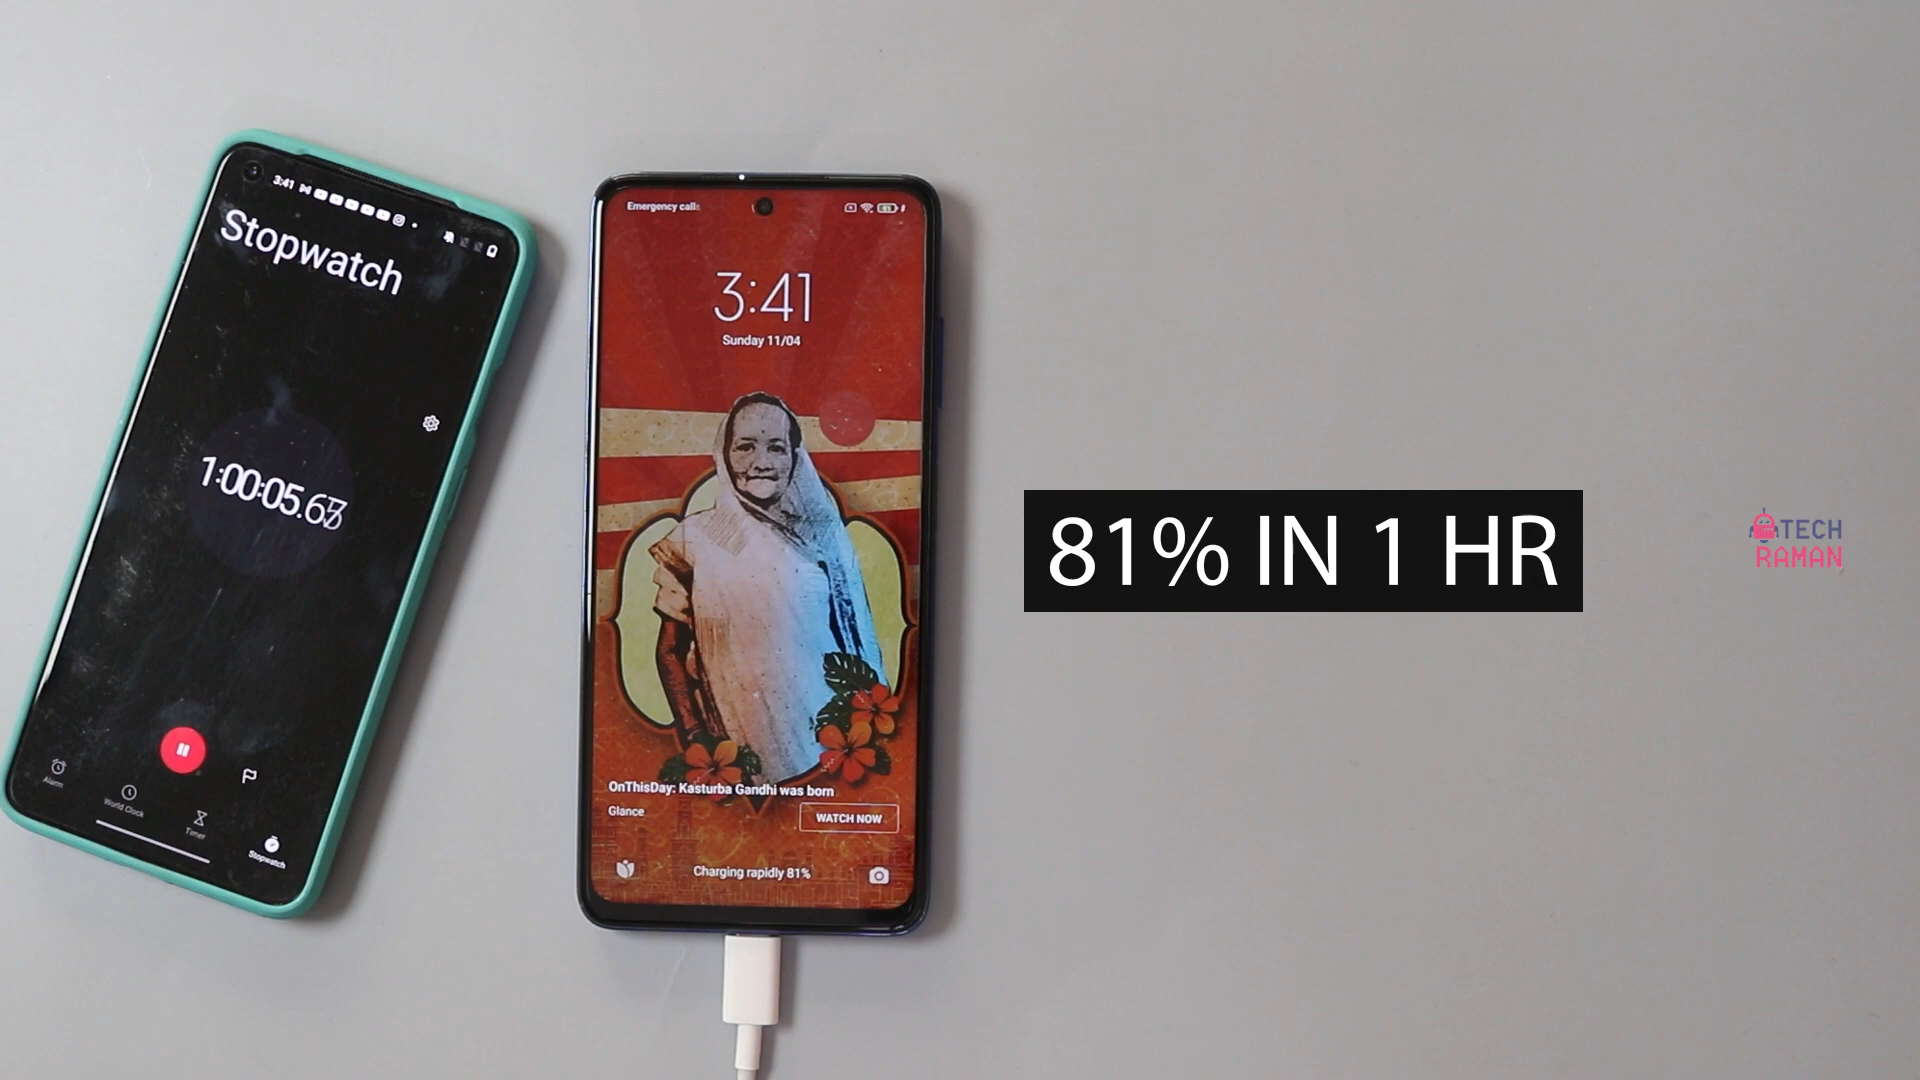 3:41
Stopwatch
1:00:05.6
Alarm
World Clock
Timer
Stopwatch
Emergency calls
3:41
Sunday 11/04
OnThisDay: Kasturba Gandhi was born
Glance
WATCH NOW
Charging rapidly 81%
81% IN 1 HR
TECH
RAMAN